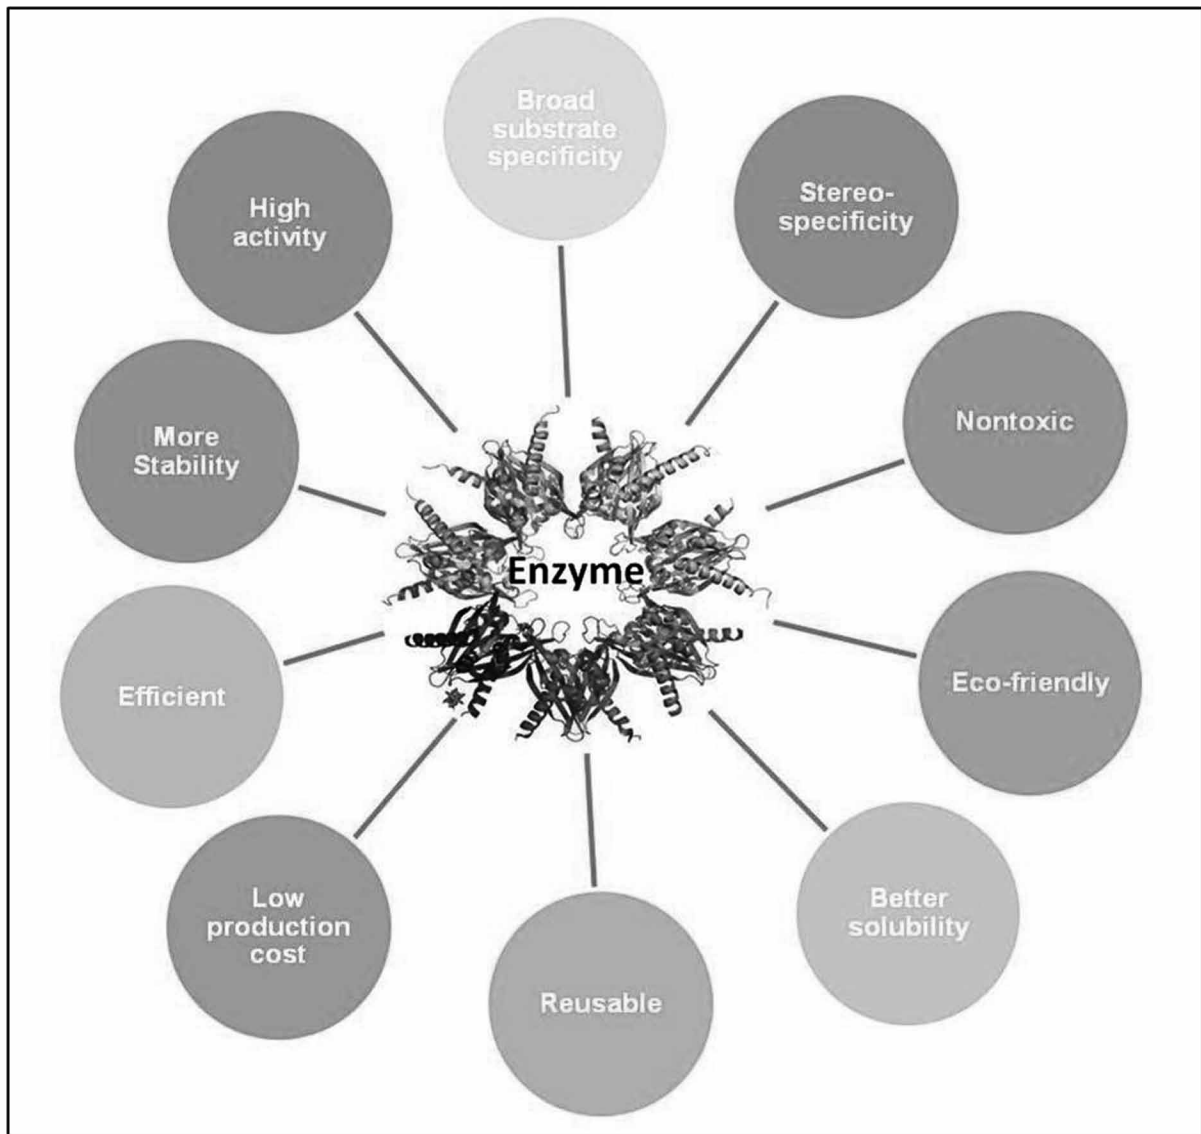 Broad
substrate
specificity
Stereo-
specificity
Nontoxic
Eco-friendly
Better
solubility
Reusable
Low
production
cost
Efficient
More
Stability
High
activity
Enzyme